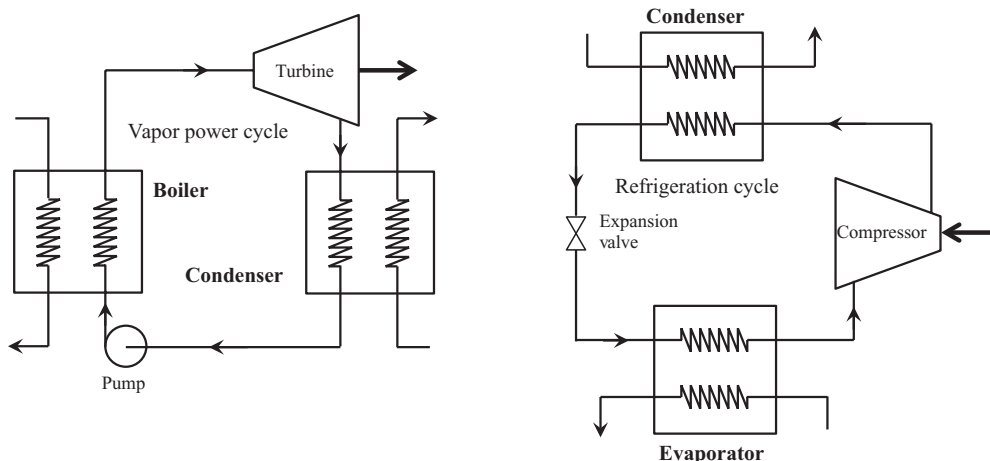 Turbine
Vapor power cycle
Boiler
Condenser
Pump
Condenser
Refrigeration cycle
Expansion
valve
Compressor
Evaporator